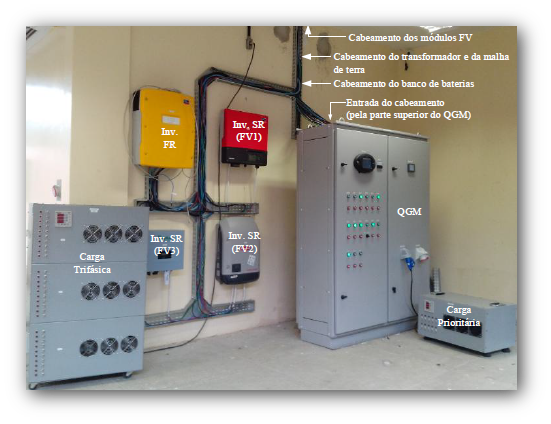 Cabeamento dos módulos FV
Cabeamento do transformador e da malha
de terra
Cabeamento do banco de baterias
Entrada do cabeamento
(pela parte superior do QGM)
Inv.
FR
Inv. SR
(FV1)
QGM
Inv. SR
(FV3)
Inv. SR
(FV2)
Carga
Trifásica
Carga
Prioritária